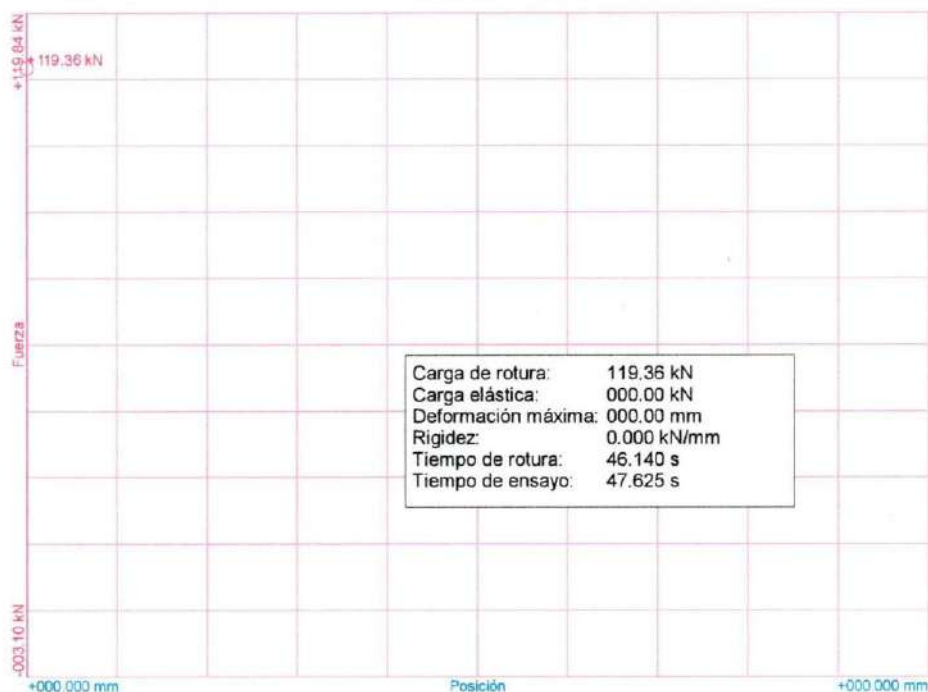 +119.84 kN
+ 119.36 kN
Fuerza
Carga de rotura: 119.36 kN
Carga elástica: 000.00 kN
Deformación máxima: 000.00 mm
Rigidez: 0.000 kN/mm
Tiempo de rotura: 46.140 s
Tiempo de ensayo: 47.625 s
-003.10 kN
+000.000 mm
Posición
+000.000 mm